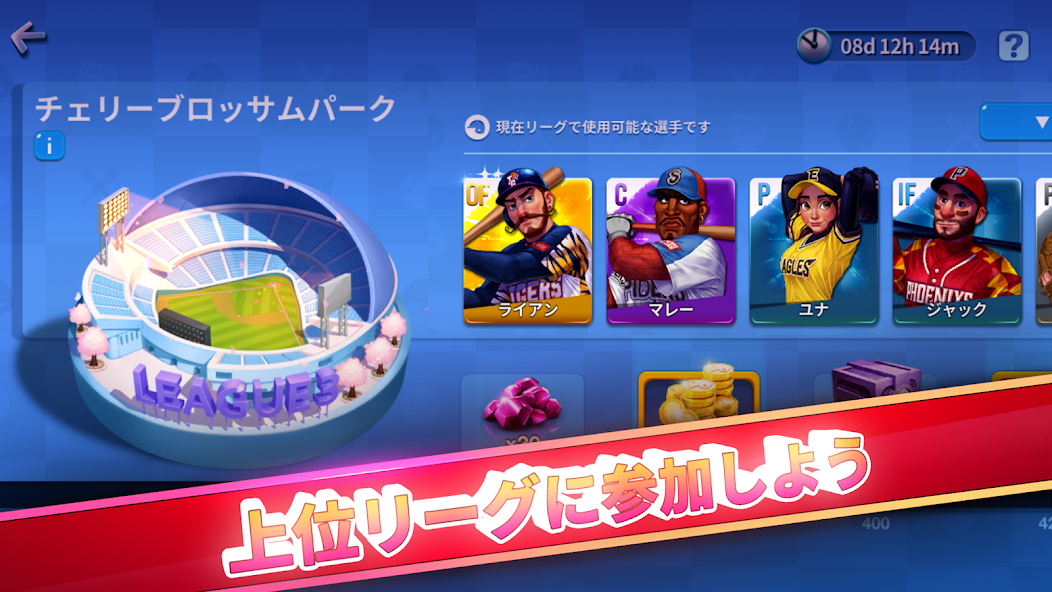 08d 12h 14m
?
チェリーブロッサムパーク
i
現在リーグで使用可能な選手です
OF
C
P
IF
S
E
P
EAGLES
PHOENIX
ライアン
マレー
ユナ
ジャック
LEAGUE3
x20
上位リーグに参加しよう
400